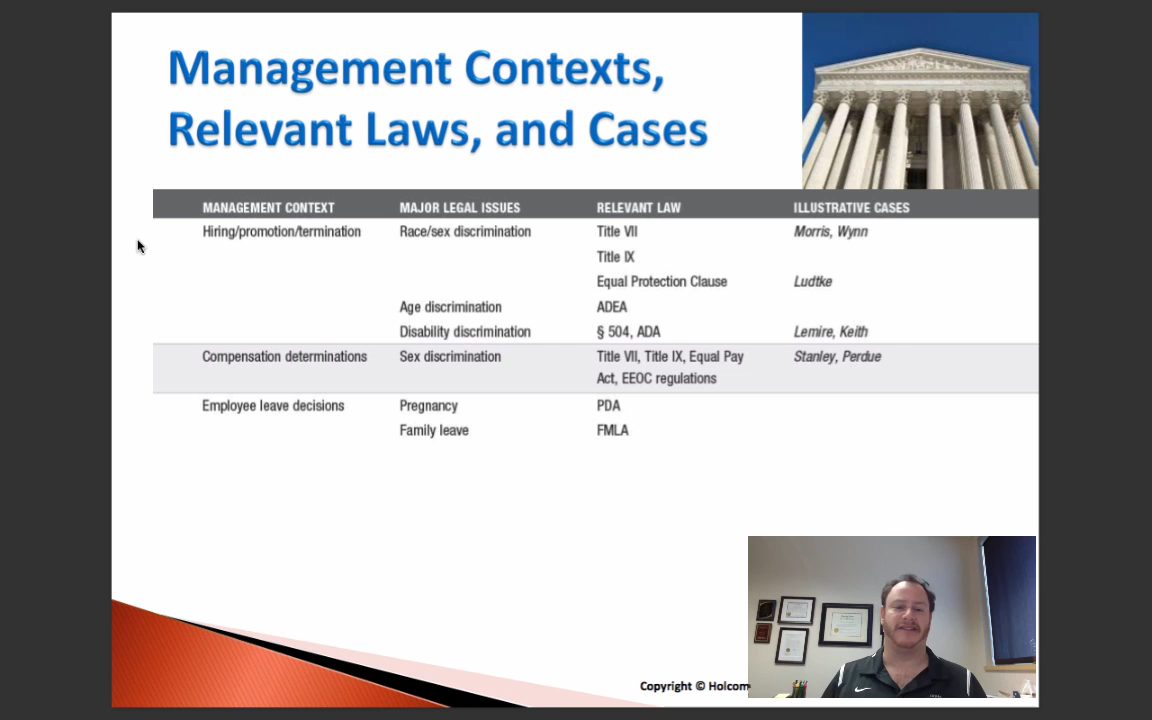 Management Contexts,
Relevant Laws, and Cases
MANAGEMENT CONTEXT MAJOR LEGAL ISSUES RELEVANT LAW ILLUSTRATIVE CASES
Hiring/promotion/termination Race/sex discrimination Title VII Morris, Wynn
Title IX
Equal Protection Clause Ludtke
Age discrimination ADEA
Disability discrimination § 504, ADA Lemire, Keith
Compensation determinations Sex discrimination Title VII, Title IX, Equal Pay Stanley, Perdue
Act, EEOC regulations
Employee leave decisions Pregnancy PDA
Family leave FMLA
Copyright © Holcom